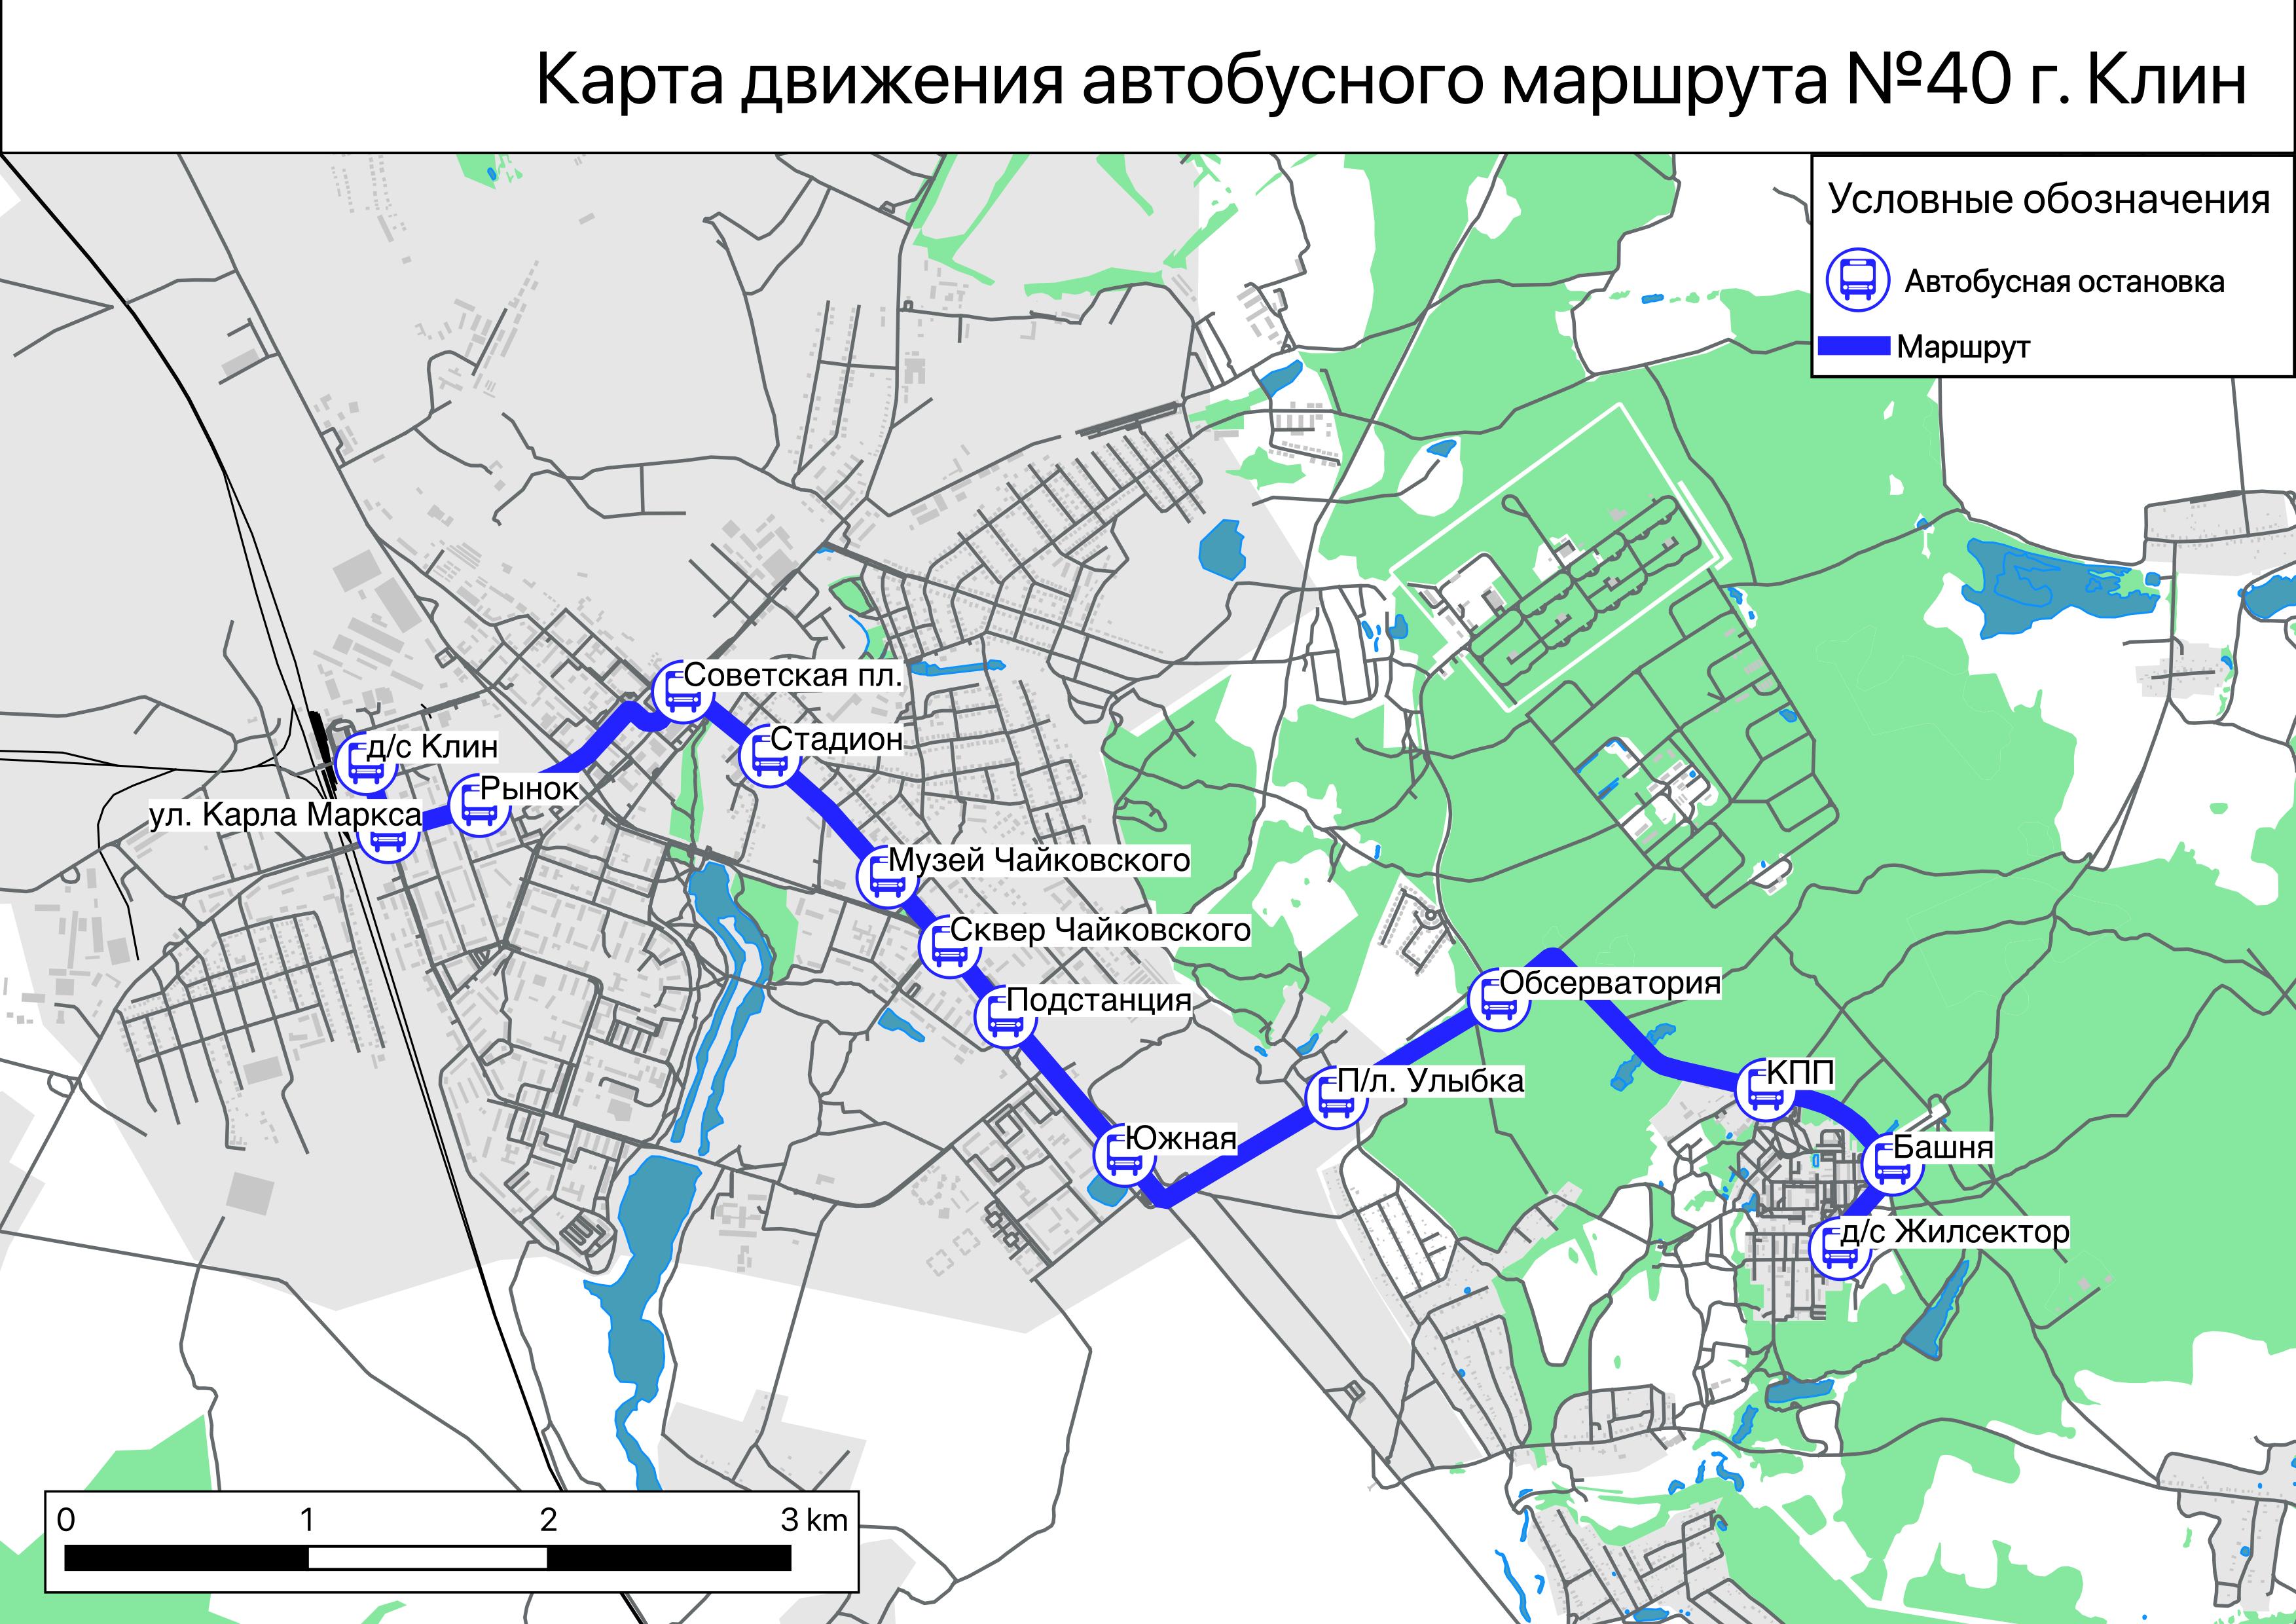 Карта движения автобусного маршрута №40 г. Клин
Условные обозначения
Автобусная остановка
Маршрут
Советская пл.
Стадион
д/с Клин
Рынок
ул. Карла Маркса
Музей Чайковского
Сквер Чайковского
Подстанция
Обсерватория
П/л. Улыбка
КПП
Южная
Башня
д/с Жилсектор
0 1 2 3 km